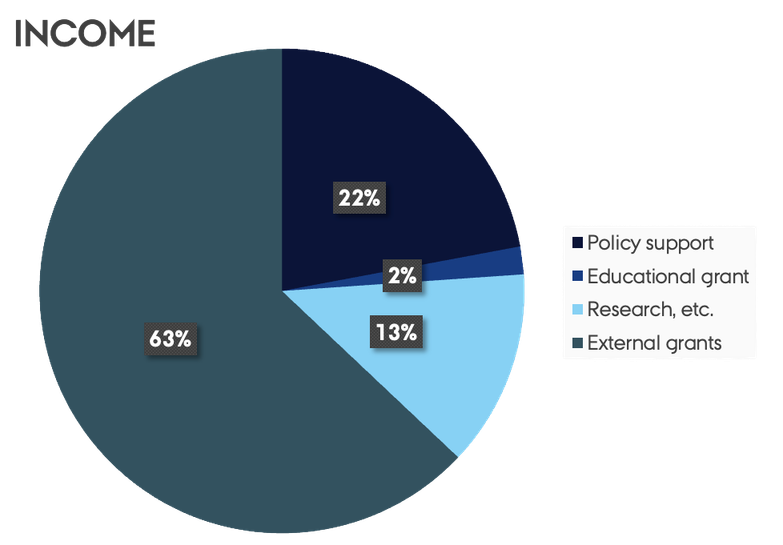 INCOME
22%
2%
13%
63%
Policy support
Educational grant
Research, etc.
External grants